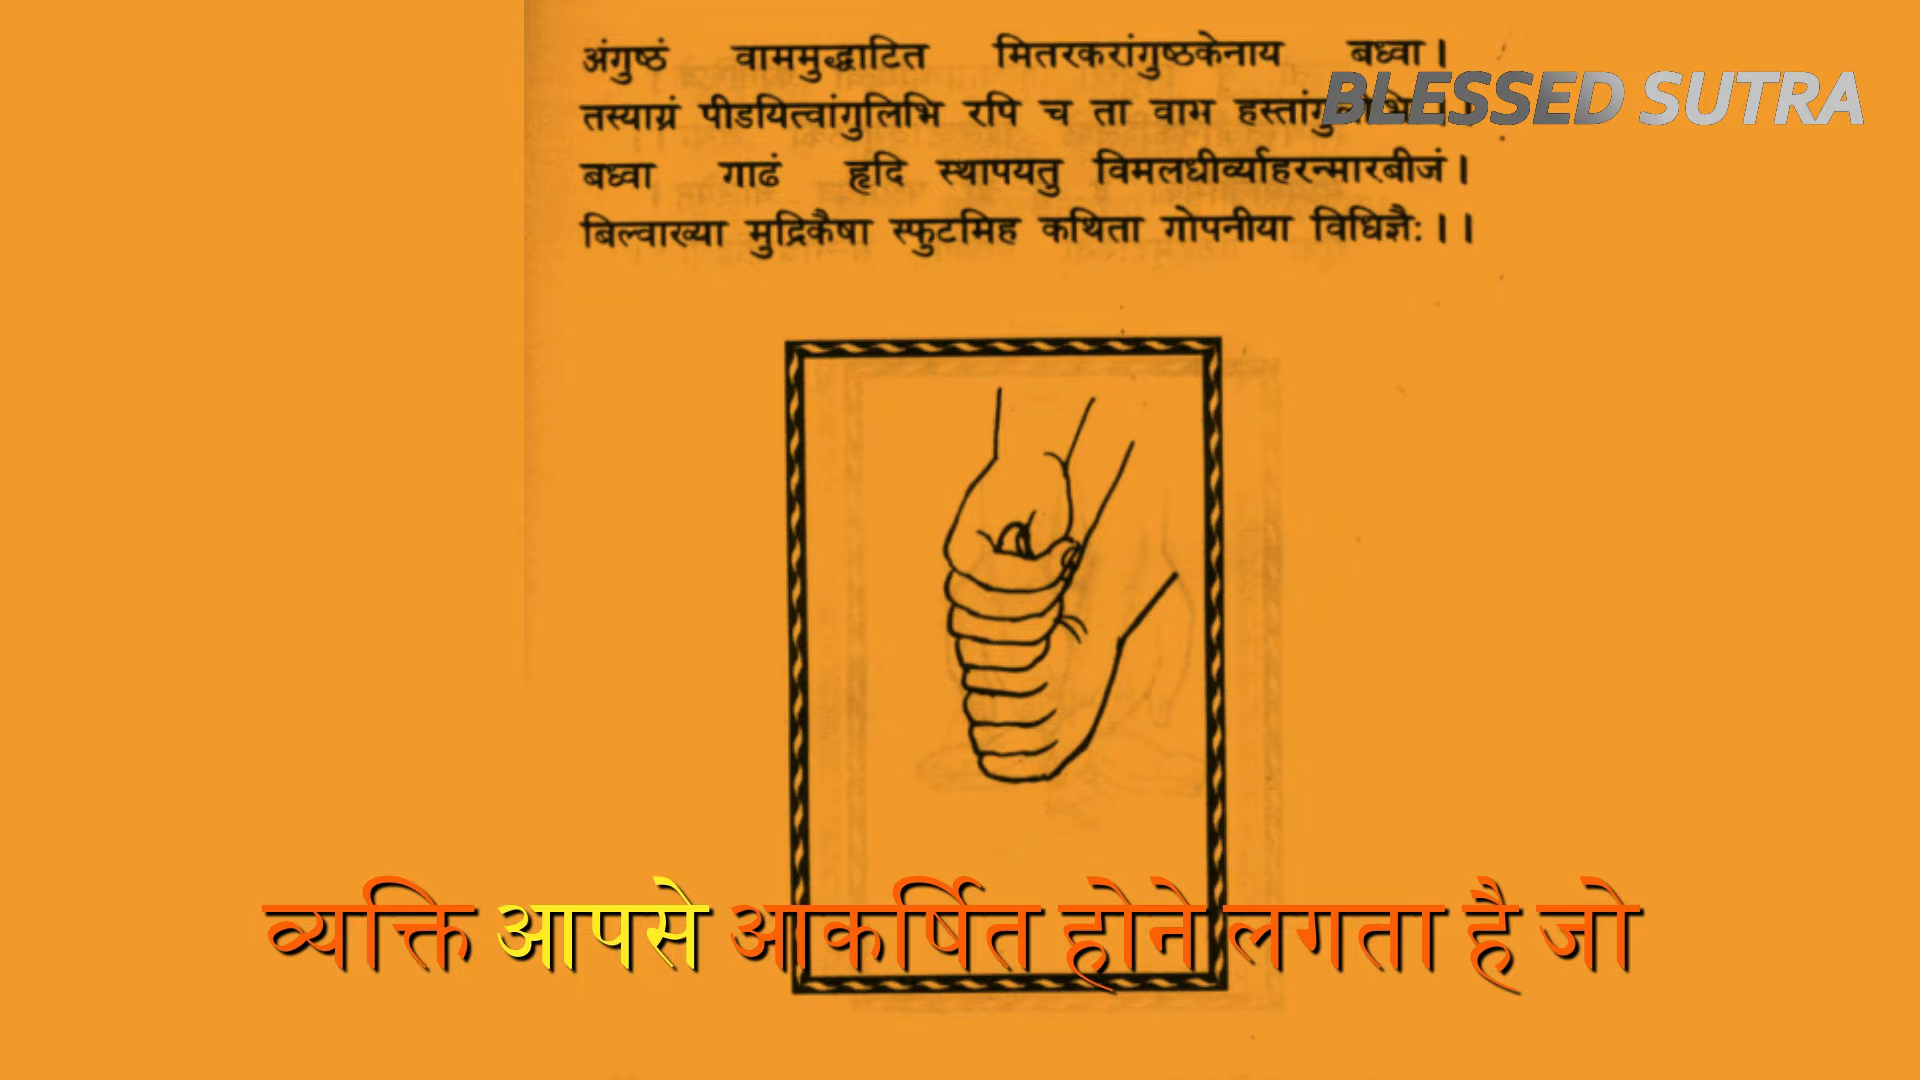 अंगुष्ठं वाममुद्धाटित मितरकरांगुष्ठकेनाय बध्वा ।
BLESSED SUTRA
तस्याग्रं पीडयित्वांगुलिभि रपि च ता वाभ
बध्वा गाढं हृदि स्थापयतु विमलधीर्व्याहरन्मारबीजं ।
बिल्वाख्या मुद्रिकैषा स्फुटमिह कथिता गोपनीया विधिज्ञैः ।।
व्यक्ति आपसे आकर्षित होने लगता है जो